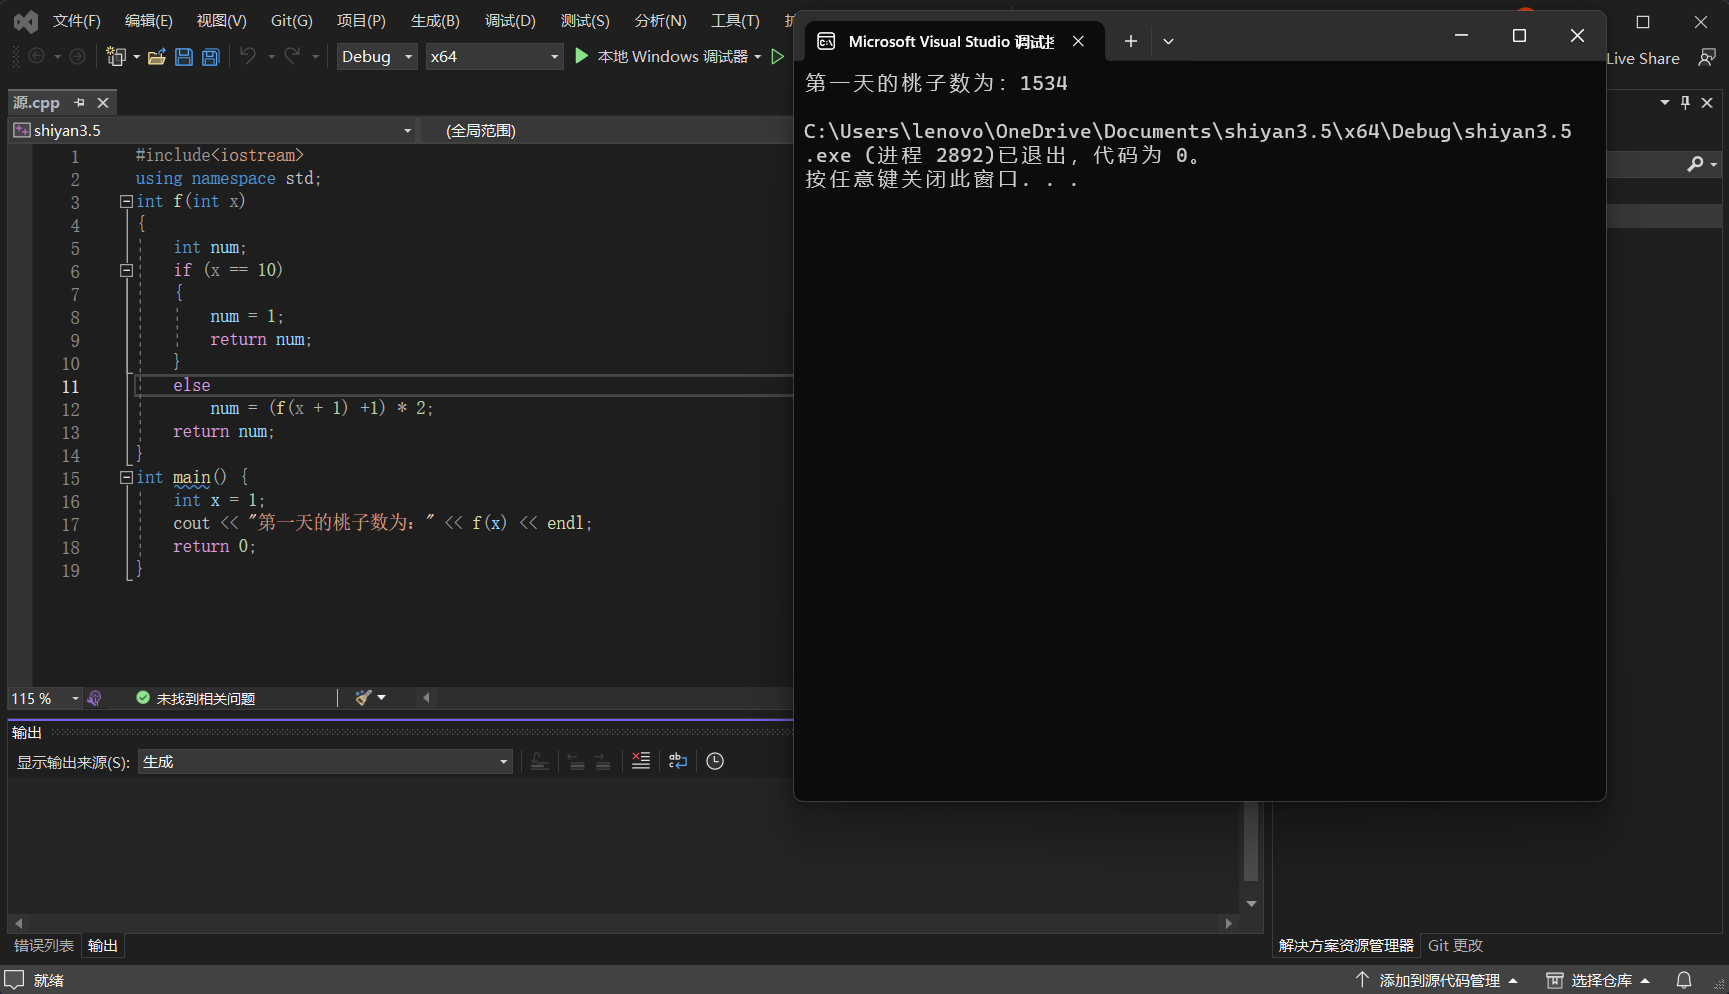 文件(F) 编辑(E) 视图(V) Git(G) 项目(P) 生成(B) 调试(D) 测试(S) 分析(N) 工具(T)
Debug x64 本地 Windows 调试器
Live Share
源.cpp
shiyan3.5 (全局范围)
1 #include<iostream>
2 using namespace std;
3 int f(int x)
4 {
5 int num;
6 if (x == 10)
7 {
8 num = 1;
9 return num;
10 }
11 else
12 num = (f(x + 1) +1) * 2;
13 return num;
14 }
15 int main() {
16 int x = 1;
17 cout << "第一天的桃子数为：" << f(x) << endl;
18 return 0;
19 }
115 % 未找到相关问题
输出
显示输出来源(S): 生成
错误列表 输出
就绪
Microsoft Visual Studio 调试
第一天的桃子数为：1534
C:\Users\lenovo\OneDrive\Documents\shiyan3.5\x64\Debug\shiyan3.5
.exe (进程 2892)已退出，代码为 0。
按任意键关闭此窗口. . .
解决方案资源管理器 Git 更改
添加到源代码管理 选择仓库